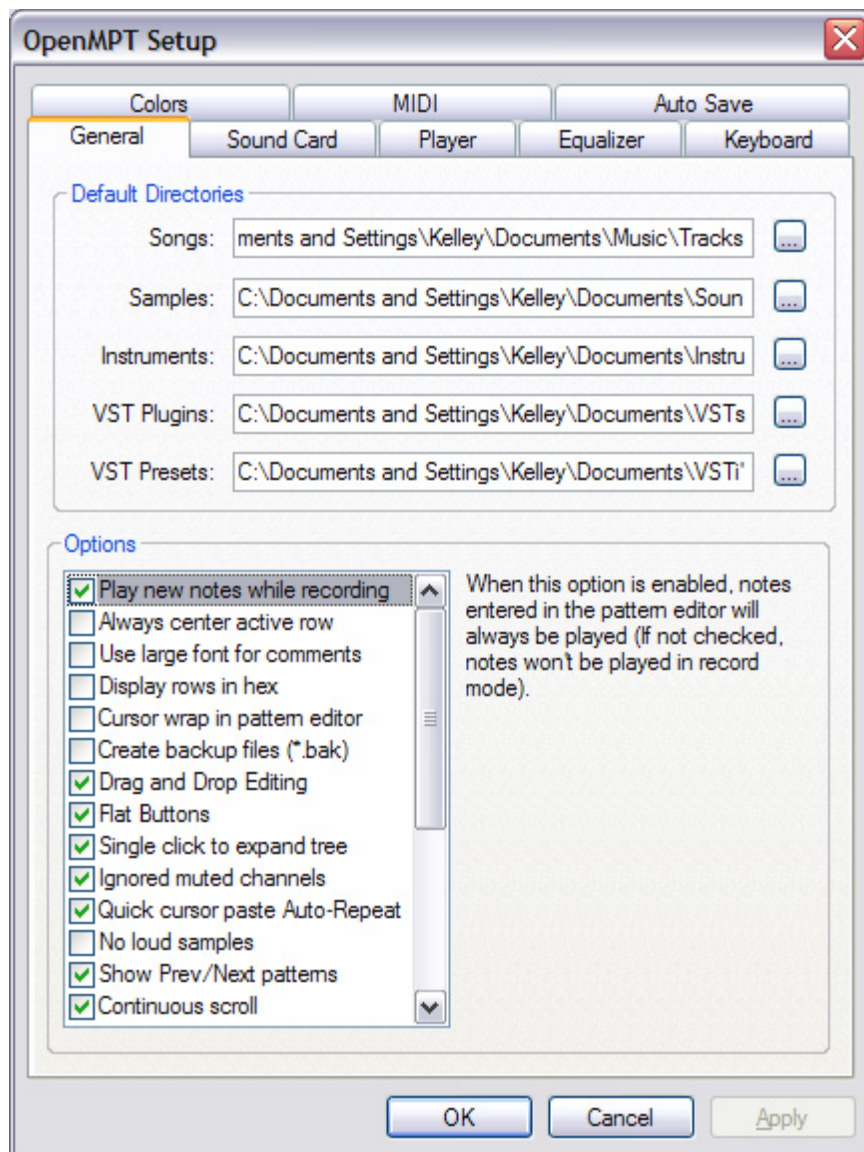 OpenMPT Setup
Colors MIDI Auto Save
General Sound Card Player Equalizer Keyboard
Default Directories
Songs: ments and Settings\Kelley\Documents\Music\Tracks ...
Samples: C:\Documents and Settings\Kelley\Documents\Soun ...
Instruments: C:\Documents and Settings\Kelley\Documents\Instru ...
VST Plugins: C:\Documents and Settings\Kelley\Documents\VSTs ...
VST Presets: C:\Documents and Settings\Kelley\Documents\VSTi' ...
Options
Play new notes while recording
Always center active row
Use large font for comments
Display rows in hex
Cursor wrap in pattern editor
Create backup files (*.bak)
Drag and Drop Editing
Flat Buttons
Single click to expand tree
Ignored muted channels
Quick cursor paste Auto-Repeat
No loud samples
Show Prev/Next patterns
Continuous scroll
When this option is enabled, notes
entered in the pattern editor will
always be played (If not checked,
notes won't be played in record
mode).
OK Cancel Apply